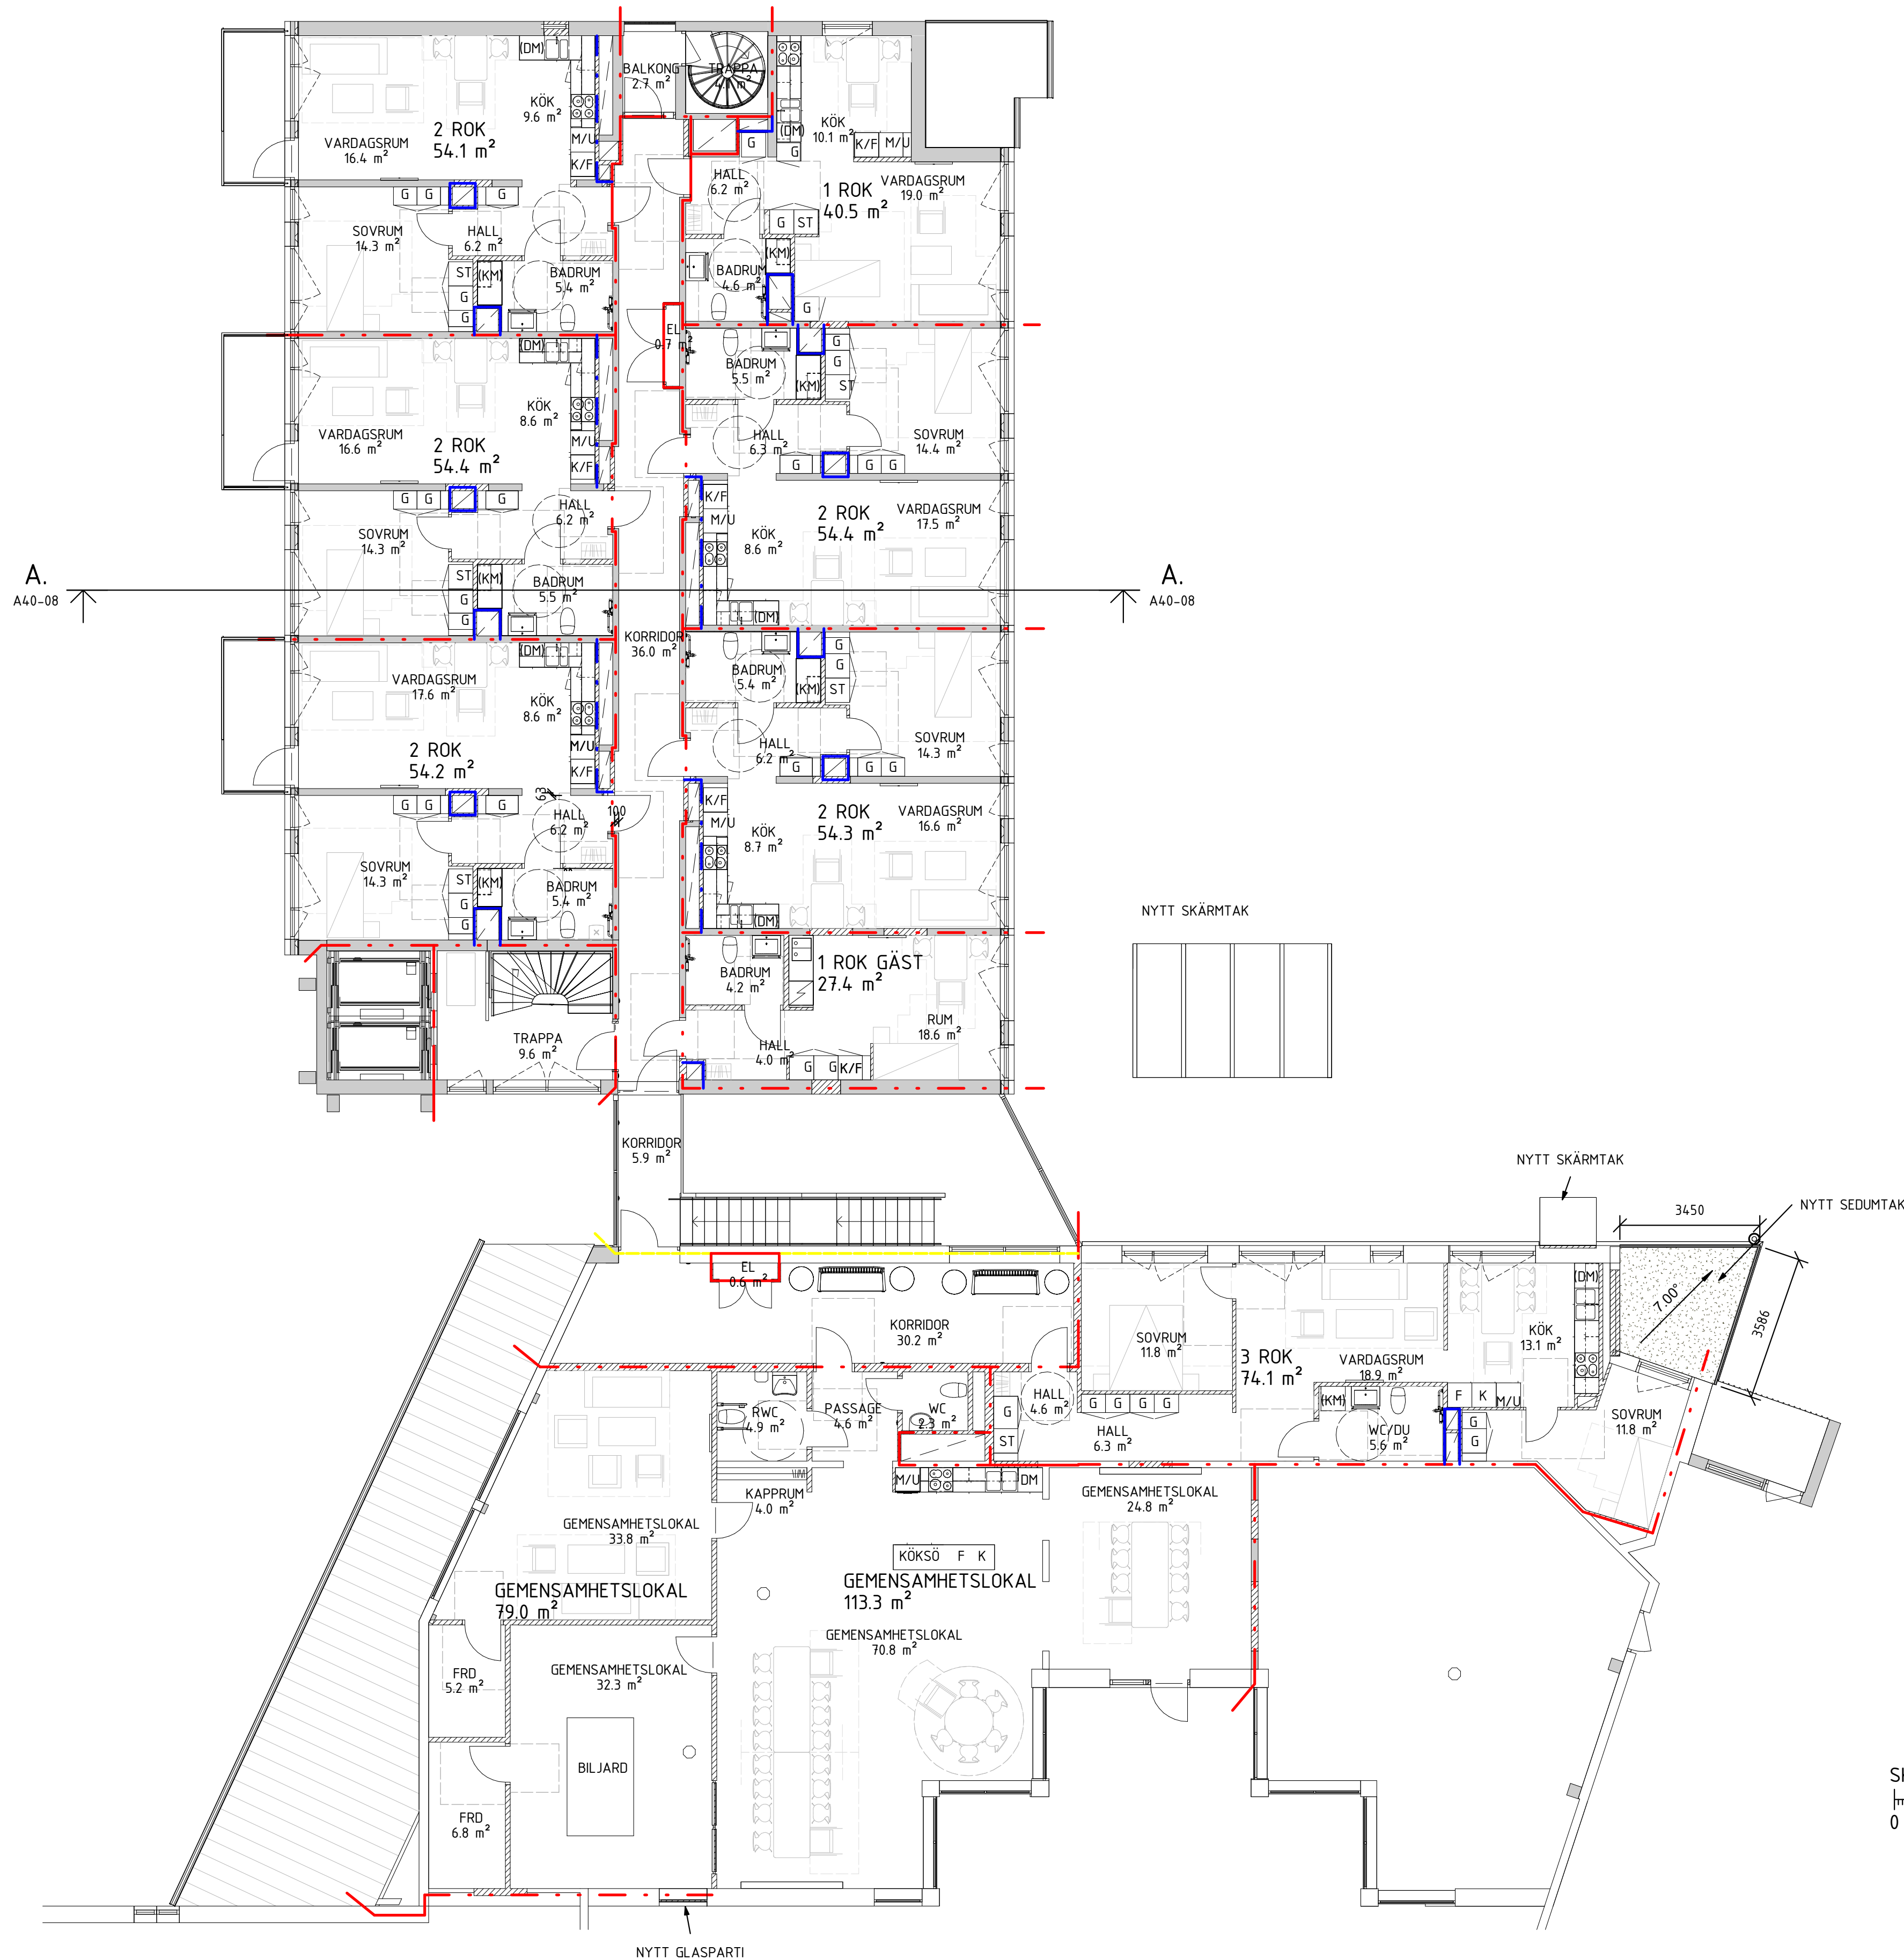 BALKONG
2.7 m²
TRAPPA
4.1 m²
(DM)
KÖK
9.6 m²
2 ROK
54.1 m²
VARDAGSRUM
16.4 m²
M/U
K/F
(DM)
G
G
KÖK
10.1 m²
K/F
M/U
HALL
6.2 m²
1 ROK
40.5 m²
VARDAGSRUM
19.0 m²
G
ST
G
G
G
SOVRUM
14.3 m²
HALL
6.2 m²
ST
(KM)
G
G
BADRUM
5.4 m²
BADRUM
4.6 m²
(KM)
G
EL
0.7 m²
(DM)
KÖK
8.6 m²
VARDAGSRUM
16.6 m²
2 ROK
54.4 m²
M/U
K/F
BADRUM
5.5 m²
(KM)
G
G
ST
HALL
6.3 m²
SOVRUM
14.4 m²
G
G
G
G
G
G
HALL
6.2 m²
SOVRUM
14.3 m²
ST
(KM)
G
G
BADRUM
5.5 m²
K/F
M/U
KÖK
8.6 m²
2 ROK
54.4 m²
VARDAGSRUM
17.5 m²
(DM)
A.
A40-08
A.
A40-08
KORRIDOR
36.0 m²
(DM)
VARDAGSRUM
17.6 m²
KÖK
8.6 m²
2 ROK
54.2 m²
M/U
K/F
BADRUM
5.4 m²
(KM)
G
G
ST
HALL
6.2 m²
SOVRUM
14.3 m²
G
G
G
G
G
G
63
100
HALL
6.2 m²
SOVRUM
14.3 m²
ST
(KM)
G
G
BADRUM
5.4 m²
K/F
M/U
KÖK
8.7 m²
2 ROK
54.3 m²
VARDAGSRUM
16.6 m²
(DM)
NYTT SKÄRMTAK
BADRUM
4.2 m²
1 ROK GÄST
27.4 m²
RUM
18.6 m²
HALL
4.0 m²
G
G
K/F
TRAPPA
9.6 m²
KORRIDOR
5.9 m²
NYTT SKÄRMTAK
NYTT SEDUMTAK
3450
3586
7.00°
EL
0.6 m²
KORRIDOR
30.2 m²
SOVRUM
11.8 m²
3 ROK
74.1 m²
VARDAGSRUM
18.9 m²
(DM)
KÖK
13.1 m²
F
K
M/U
G
G
SOVRUM
11.8 m²
RWC
4.9 m²
PASSAGE
4.6 m²
WC
2.3 m²
HALL
4.6 m²
G
ST
G
G
G
G
HALL
6.3 m²
(KM)
WC/DU
5.6 m²
M/U
DM
KAPPRUM
4.0 m²
GEMENSAMHETSLOKAL
24.8 m²
GEMENSAMHETSLOKAL
33.8 m²
KÖKSÖ
F
K
GEMENSAMHETSLOKAL
79.0 m²
GEMENSAMHETSLOKAL
113.3 m²
GEMENSAMHETSLOKAL
70.8 m²
FRD
5.2 m²
GEMENSAMHETSLOKAL
32.3 m²
BILJARD
FRD
6.8 m²
0
NYTT GLASPARTI